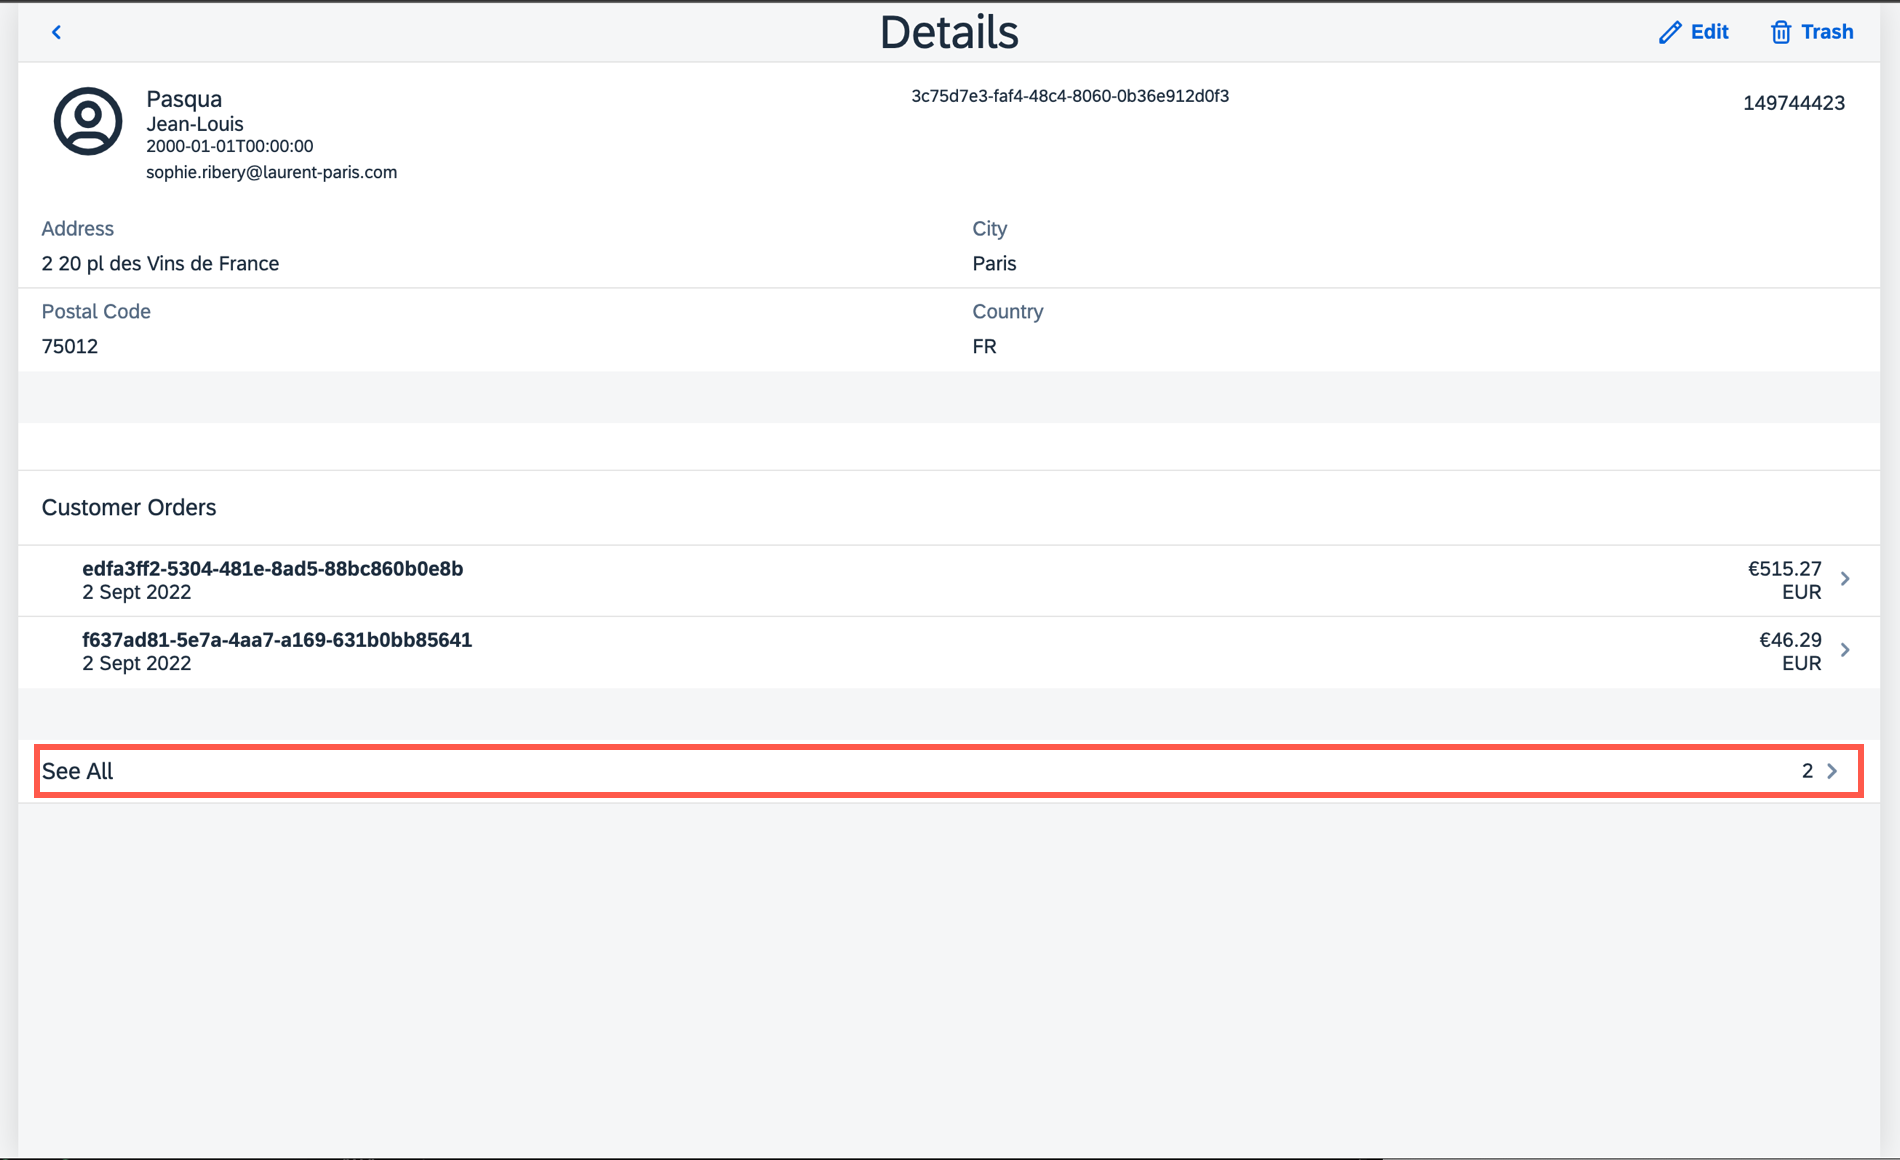 Details
Edit
Trash
Pasqua
3c75d7e3-faf4-48c4-8060-0b36e912d0f3
149744423
Jean-Louis
2000-01-01T00:00:00
sophie.ribery@laurent-paris.com
Address
City
2 20 pl des Vins de France
Paris
Postal Code
Country
75012
FR
Customer Orders
edfa3ff2-5304-481e-8ad5-88bc860b0e8b
€515.27
2 Sept 2022
EUR
f637ad81-5e7a-4aa7-a169-631b0bb85641
€46.29
2 Sept 2022
EUR
See All
2